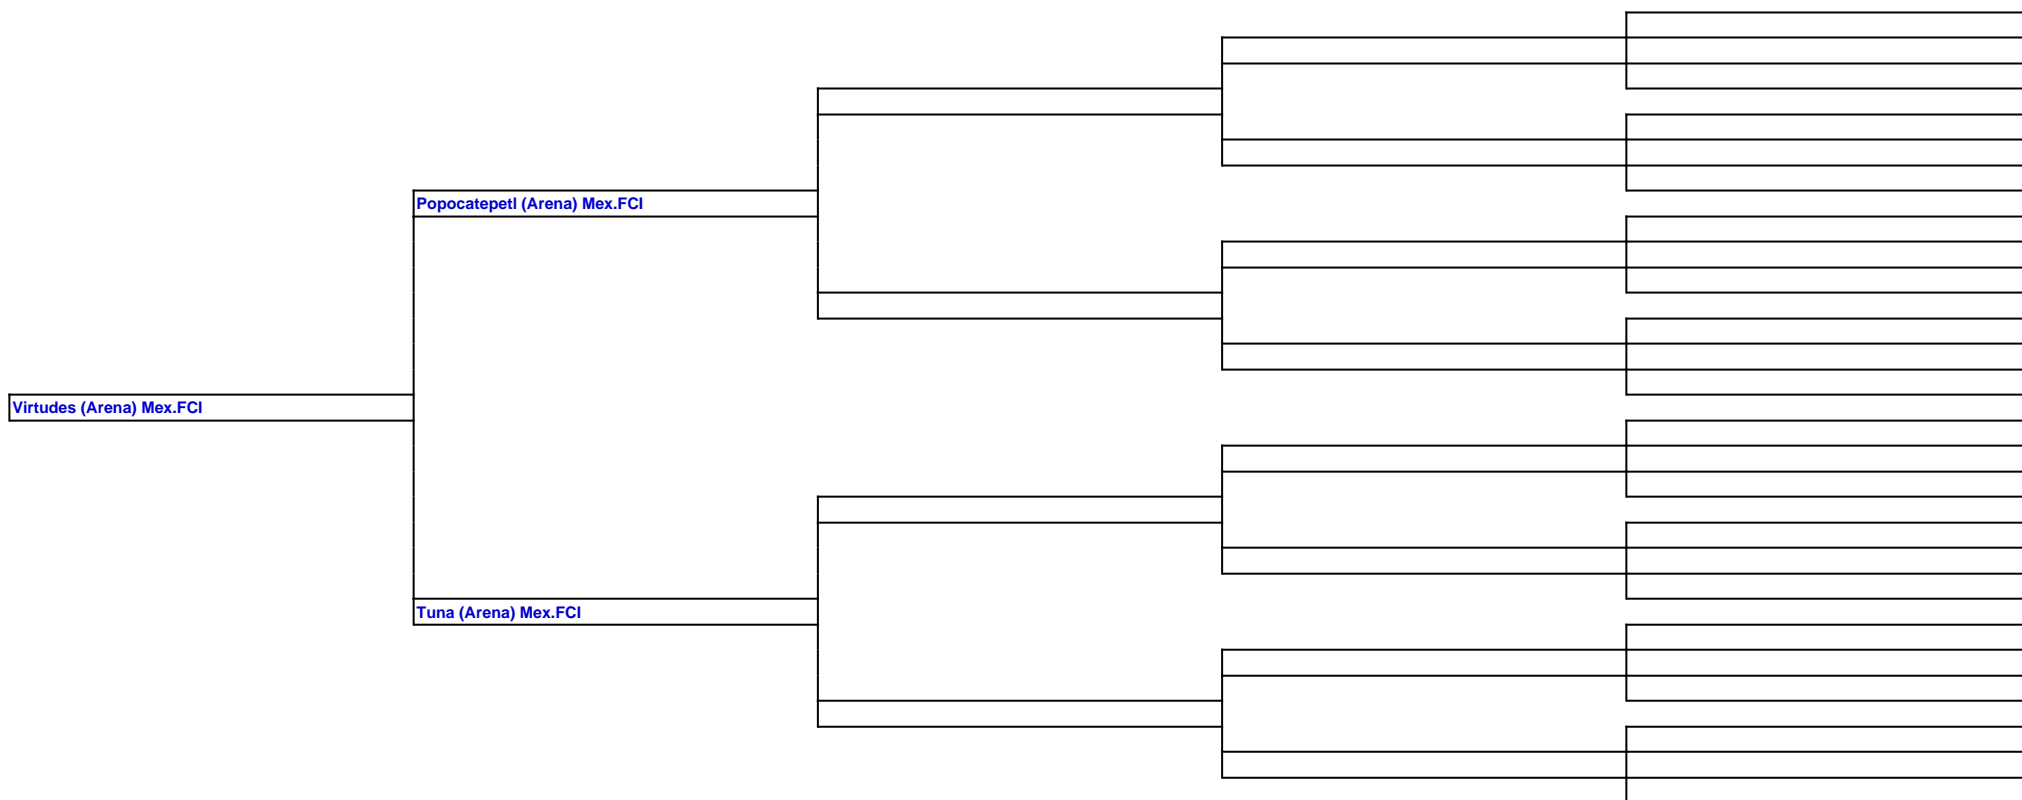 Popocatepetl (Arena) Mex.FCI
Virtudes (Arena) Mex.FCI
Tuna (Arena) Mex.FCI